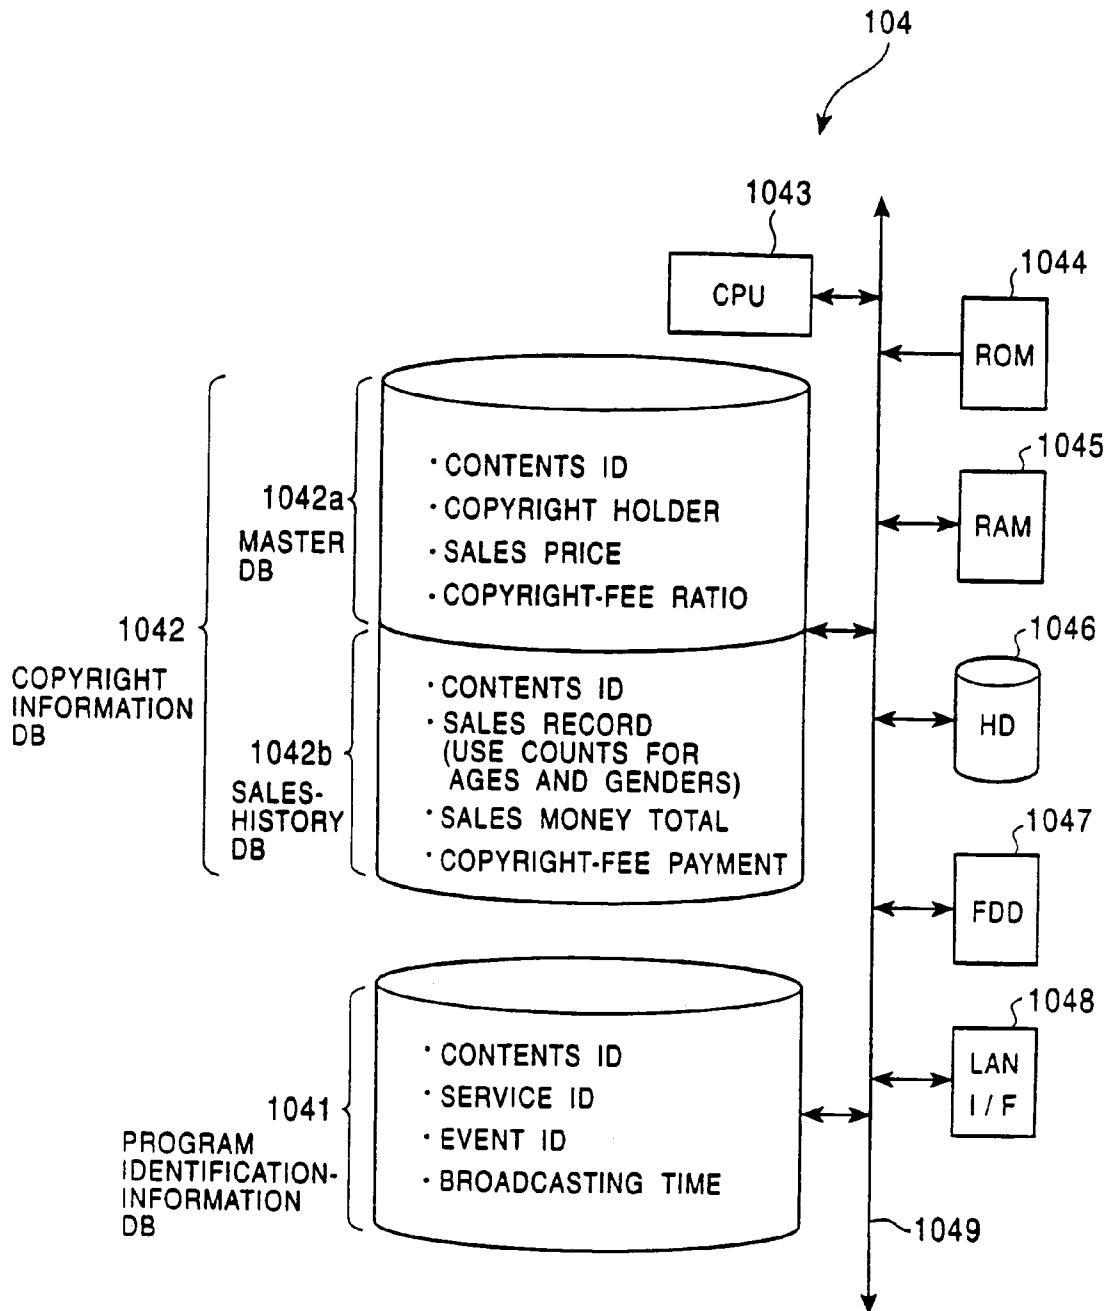 104
1043
CPU
1044
ROM
1045
RAM
1046
HD
1047
FDD
1048
LAN
I / F
1049
1042
COPYRIGHT
INFORMATION
DB
1042a
MASTER
DB
· CONTENTS ID
· COPYRIGHT HOLDER
· SALES PRICE
· COPYRIGHT-FEE RATIO
1042b
SALES-
HISTORY
DB
· CONTENTS ID
· SALES RECORD
(USE COUNTS FOR
AGES AND GENDERS)
· SALES MONEY TOTAL
· COPYRIGHT-FEE PAYMENT
1041
PROGRAM
IDENTIFICATION-
INFORMATION
DB
· CONTENTS ID
· SERVICE ID
· EVENT ID
· BROADCASTING TIME